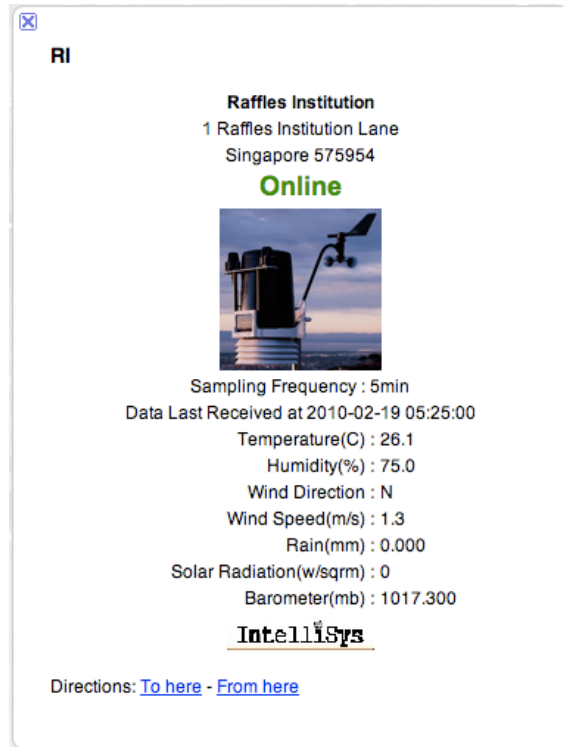 RI
Raffles Institution
1 Raffles Institution Lane
Singapore 575954
Online
Sampling Frequency : 5min
Data Last Received at 2010-02-19 05:25:00
Temperature(C) : 26.1
Humidity(%) : 75.0
Wind Direction : N
Wind Speed(m/s) : 1.3
Rain(mm) : 0.000
Solar Radiation(w/sqrm) : 0
Barometer(mb) : 1017.300
IntelliSys
Directions: To here - From here